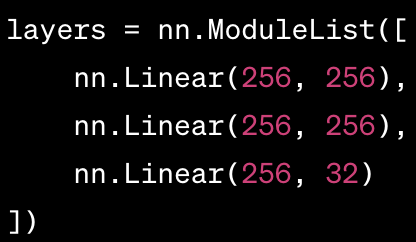 layers = nn.ModuleList([
    nn.Linear(256, 256),
    nn.Linear(256, 256),
    nn.Linear(256, 32)
])